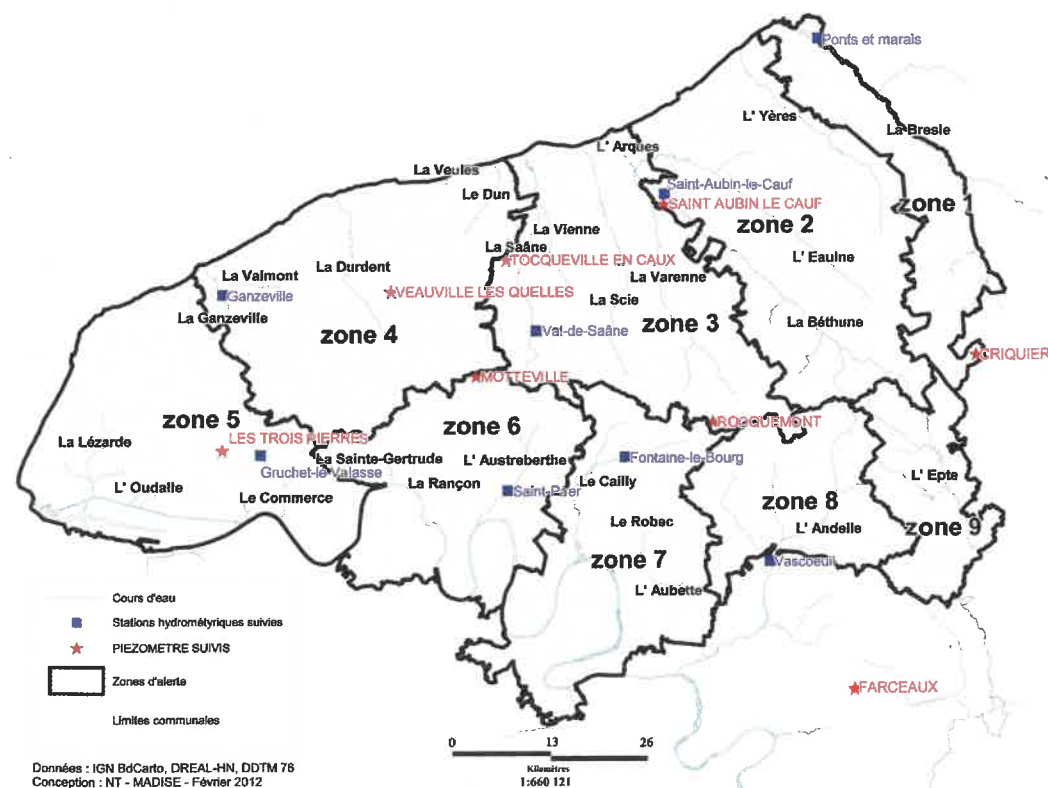 Ponts et marais
L' Yères
La Bresle
L' Arques
La Veules
Le Dun
Saint-Aubin-le-Cauf
SAINT AUBIN LE CAUF
zone 1
zone 2
La Vienne
La Saâne
TOCQUEVILLE EN CAUX
L' Eaulne
La Varenne
La Durdent
La Valmont
Ganzeville
VEAUVILLE LES QUELLES
La Scie
La Ganzeville
zone 3
La Béthune
zone 4
Val-de-Saâne
CRIQUIER
MOTTEVILLE
zone 5
zone 6
ROCQUEMONT
LES TROIS PIERRES
La Lézarde
La Sainte-Gertrude
L' Austreberthe
Fontaine-le-Bourg
Gruchet-le-Valasse
L' Epte
L' Oudalle
Le Commerce
La Rançon
Saint-Paer
Le Cailly
zone 8
Le Robec
L' Andelle
zone 9
zone 7
Vascoeuil
L' Aubette
Cours d'eau
Stations hydrométyriques suivies
PIEZOMETRE SUIVIS
Zones d'alerte
Limites communales
FARCEAUX
0 13 26
Kilomètres
1:660 121
Données : IGN BdCarto, DREAL-HN, DDTM 76
Conception : NT - MADISE - Février 2012